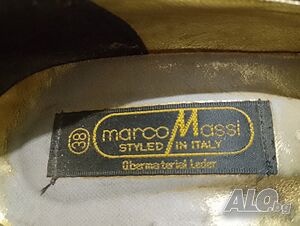 38
marco Massi
STYLED IN ITALY
Obermaterial Leder
ALO.bg